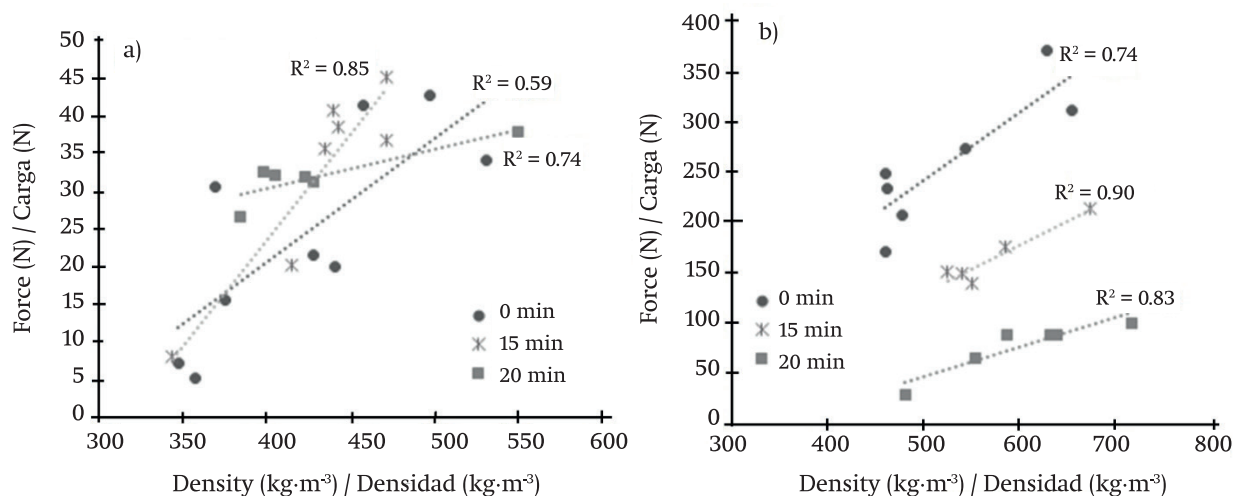 a)
50
45
40
35
30
25
20
15
10
5
0
Force (N) / Carga (N)
R² = 0.85
R² = 0.59
R² = 0.74
0 min
15 min
20 min
300 350 400 450 500 550 600
Density (kg·m⁻³) / Densidad (kg·m⁻³)
b)
400
350
300
250
200
150
100
50
0
Force (N) / Carga (N)
R² = 0.74
R² = 0.90
R² = 0.83
0 min
15 min
20 min
300 400 500 600 700 800
Density (kg·m⁻³) / Densidad (kg·m⁻³)